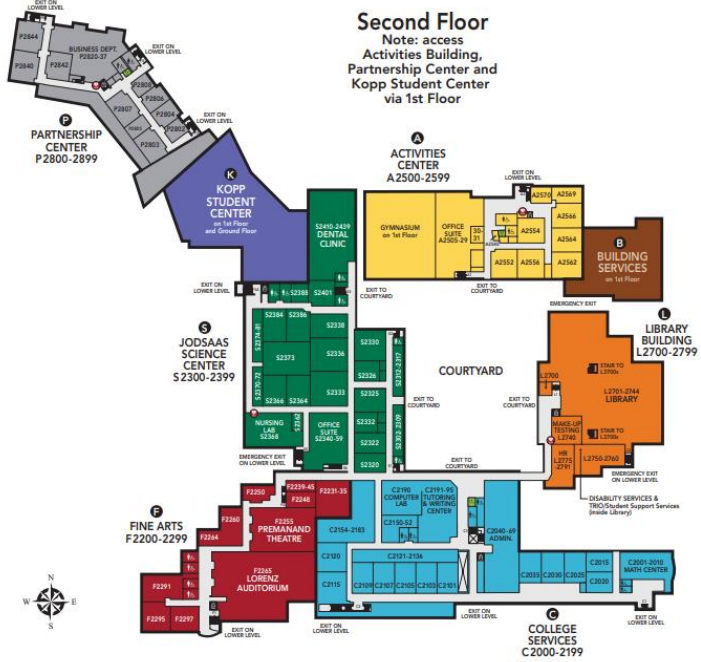 Second Floor
Note: access
Activities Building,
Partnership Center and
Kopp Student Center
via 1st Floor
EXIT ON
LOWER LEVEL
P2844
BUSINESS DEPT.
P2820-37
EXIT ON
LOWER LEVEL
P2840
P2842
P2808
P2806
P2807
P2804
P2802
P2803
EXIT ON
LOWER LEVEL
P
PARTNERSHIP
CENTER
P2800-2899
K
KOPP
STUDENT
CENTER
on 1st Floor
and Ground Floor
A
ACTIVITIES
CENTER
A2500-2599
EXIT ON
LOWER LEVEL
GYMNASIUM
on 1st Floor
OFFICE
SUITE
A2505-29
30-
31
A2570
A2569
A2566
A2554
A2564
A2552
A2556
A2562
B
BUILDING
SERVICES
on 1st Floor
S2410-2439
DENTAL
CLINIC
S2401
EXIT TO
COURTYARD
EXIT TO
COURTYARD
EMERGENCY EXIT
EXIT ON
LOWER LEVEL
S2388
S2384
S2386
S2374-81
S2338
S2373
S2336
S2370-72
S2333
S2366
S2364
S
JODSAAS
SCIENCE
CENTER
S2300-2399
NURSING
LAB
S2368
S2362
OFFICE
SUITE
S2340-59
S2330
S2326
S2312-2317
S2325
S2332
S2302-2309
S2322
S2320
EMERGENCY EXIT
ON LOWER LEVEL
COURTYARD
EXIT TO
COURTYARD
EXIT TO
COURTYARD
EXIT TO
COURTYARD
L
LIBRARY
BUILDING
L2700-2799
L2700
STAIR TO
L2700s
L2701-2744
LIBRARY
MAKE-UP
TESTING
L2740
STAIR TO
L2700s
HR
L2775
-2791
L2750-2760
EMERGENCY EXIT
ON LOWER LEVEL
DISABILITY SERVICES &
TRIO/Student Support Services
(inside Library)
F
FINE ARTS
F2200-2299
F2250
F2239-45
F2248
F2231-35
F2260
F2255
PREMANAND
THEATRE
F2264
F2265
LORENZ
AUDITORIUM
F2291
F2295
F2297
EXIT ON
LOWER LEVEL
C2190
COMPUTER
LAB
C2191-95
TUTORING
& WRITING
CENTER
C2154-2183
C2150-52
C2040-69
ADMIN.
C2120
C2121-2136
C2115
C2109
C2107
C2105
C2103
C2101
C2035
C2030
C2025
C2015
C2020
C2001-2010
MATH CENTER
EXIT ON
LOWER LEVEL
EXIT ON
LOWER LEVEL
EXIT ON
LOWER LEVEL
C
COLLEGE
SERVICES
C2000-2199
N
W
E
S